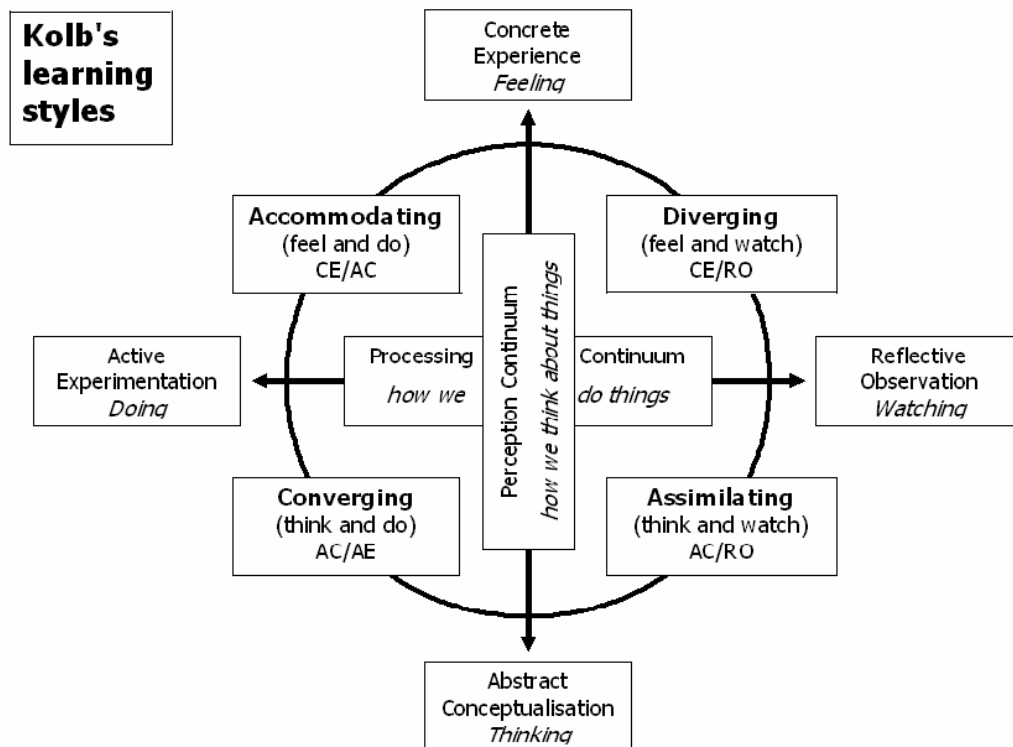 Kolb's
learning
styles
Concrete
Experience
Feeling
Accommodating
(feel and do)
CE/AC
Diverging
(feel and watch)
CE/RO
Active
Experimentation
Doing
Processing
how we
Perception Continuum
how we think about things
Continuum
do things
Reflective
Observation
Watching
Converging
(think and do)
AC/AE
Assimilating
(think and watch)
AC/RO
Abstract
Conceptualisation
Thinking